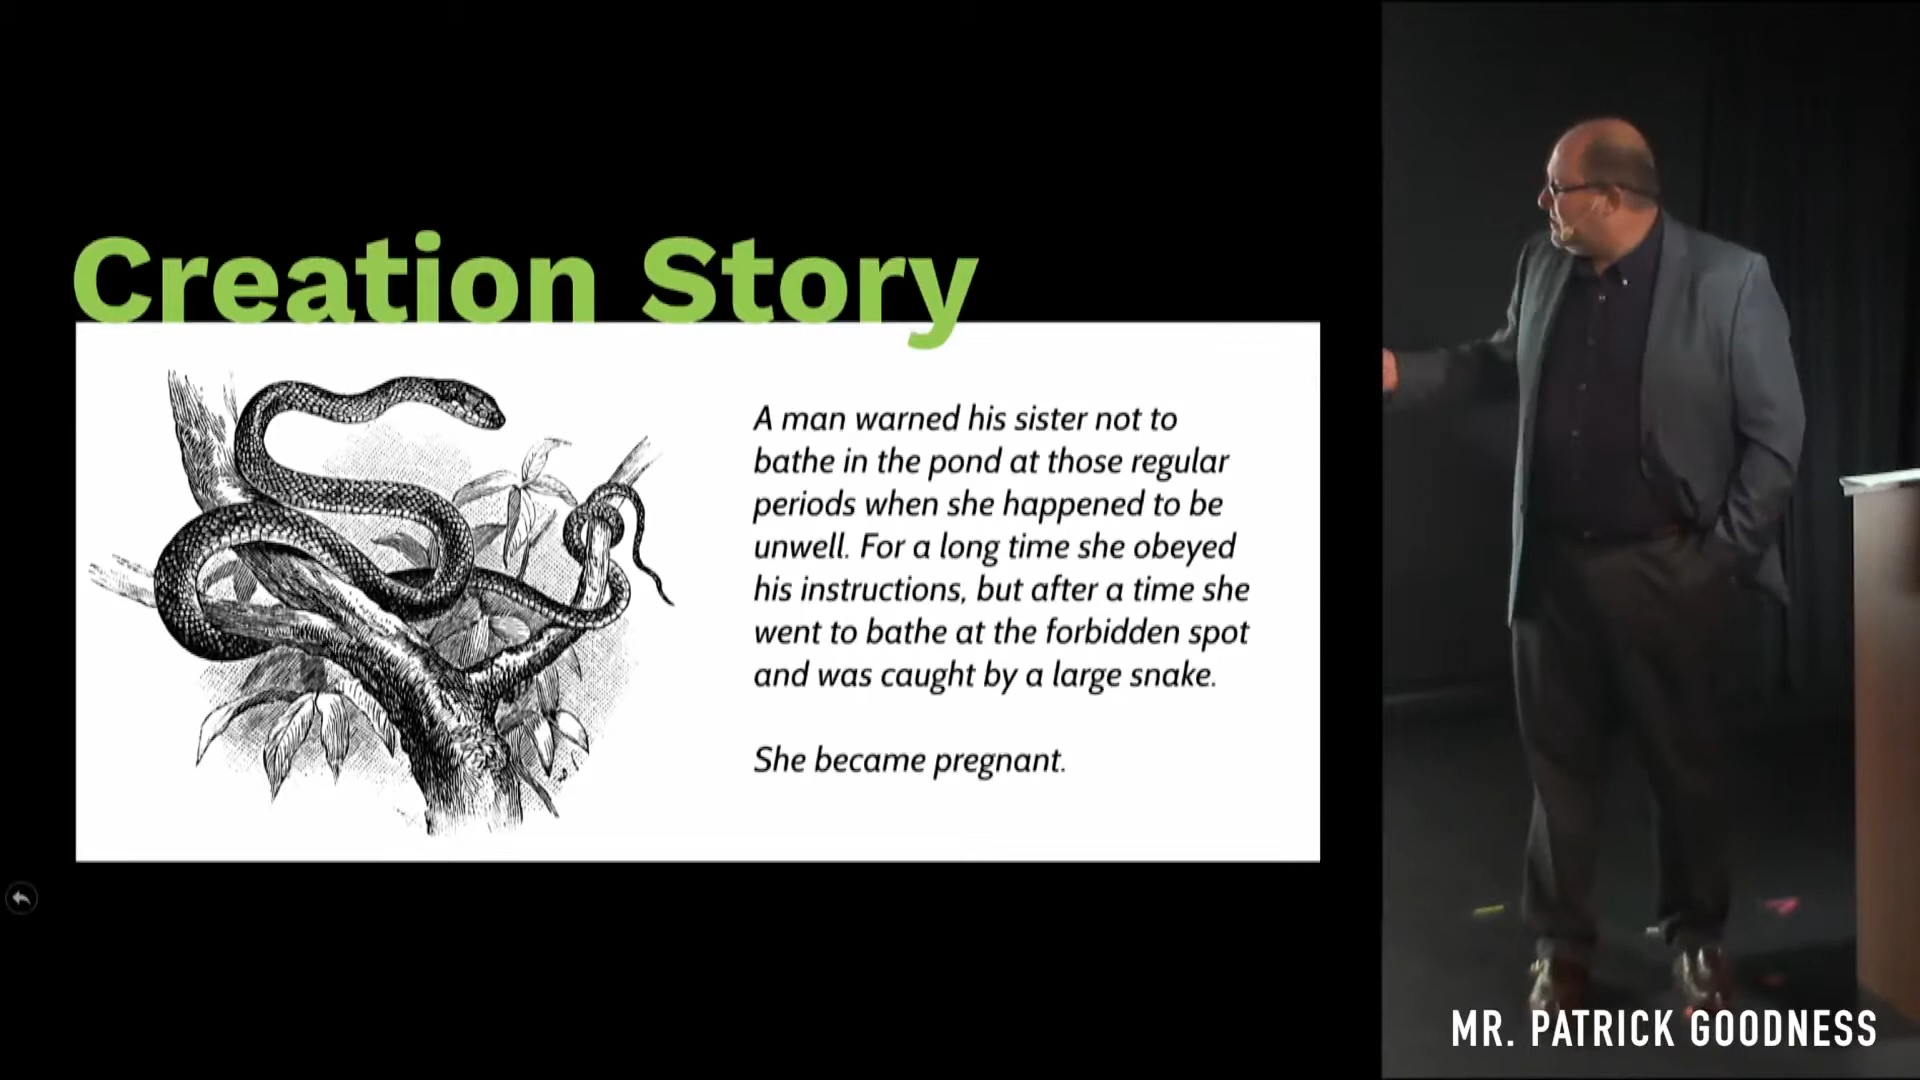 Creation Story
A man warned his sister not to
bathe in the pond at those regular
periods when she happened to be
unwell. For a long time she obeyed
his instructions, but after a time she
went to bathe at the forbidden spot
and was caught by a large snake.
She became pregnant.
MR. PATRICK GOODNESS